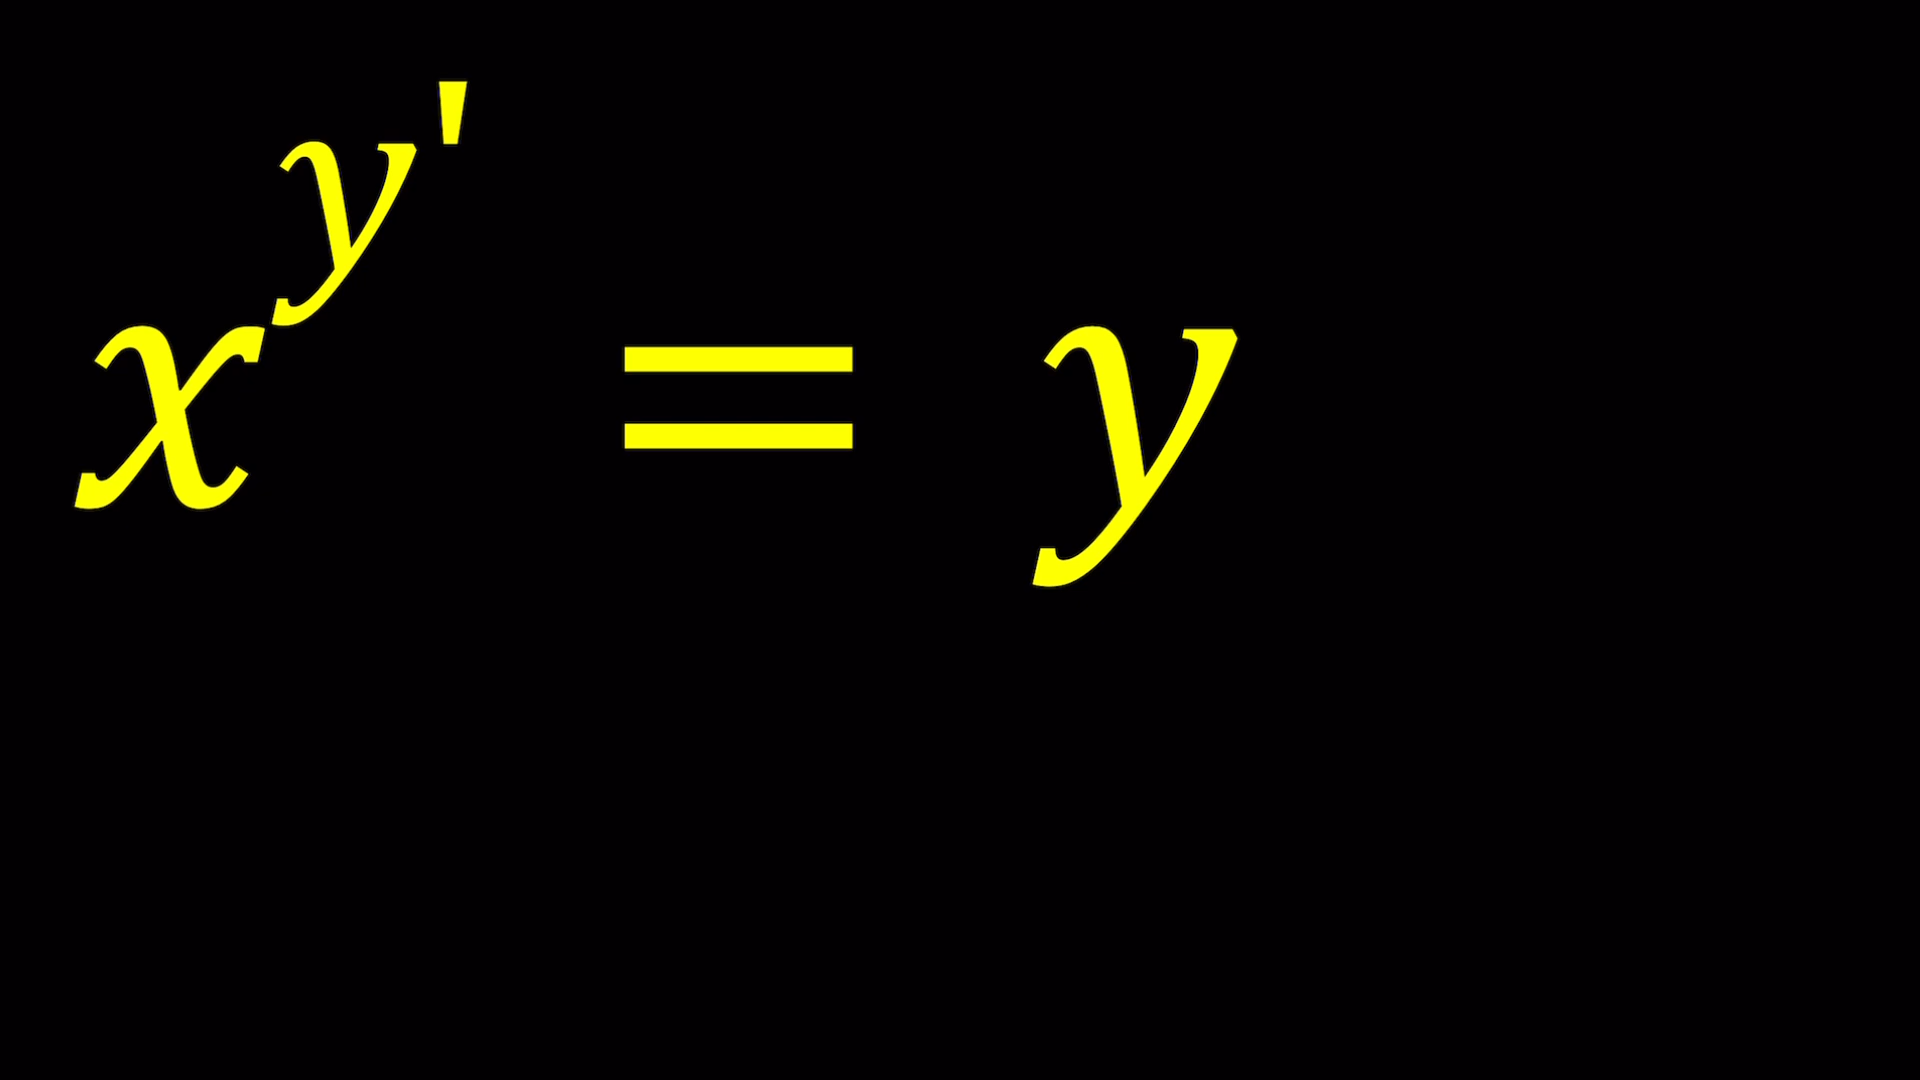 x^{y'} = y